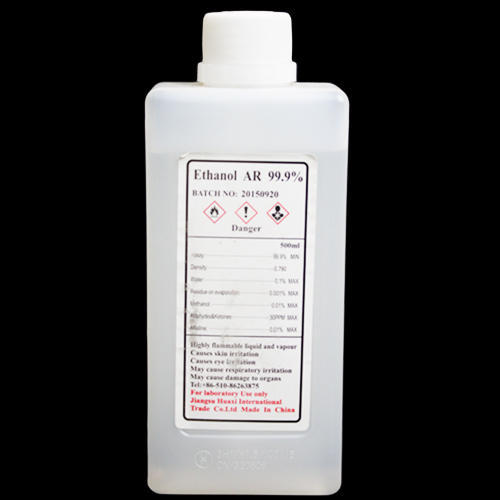 Ethanol AR 99.9%
BATCH NO: 20150920
Danger
500ml
Assay 99.9% MIN
Density 0.790
Water 0.1% MAX
Residue on evaporation 0.001% MAX
Methanol 0.01% MAX
Aldehydes&Ketones 30PPM MAX
Alkaline 0.01% MAX
Highly flammable liquid and vapour
Causes skin irritation
Causes eye irritation
May cause respiratory irritation
May cause damage to organs
Tel:+86-510-86263875
For laboratory Use only
Jiangsu Huaxi International
Trade Co.Ltd Made In China